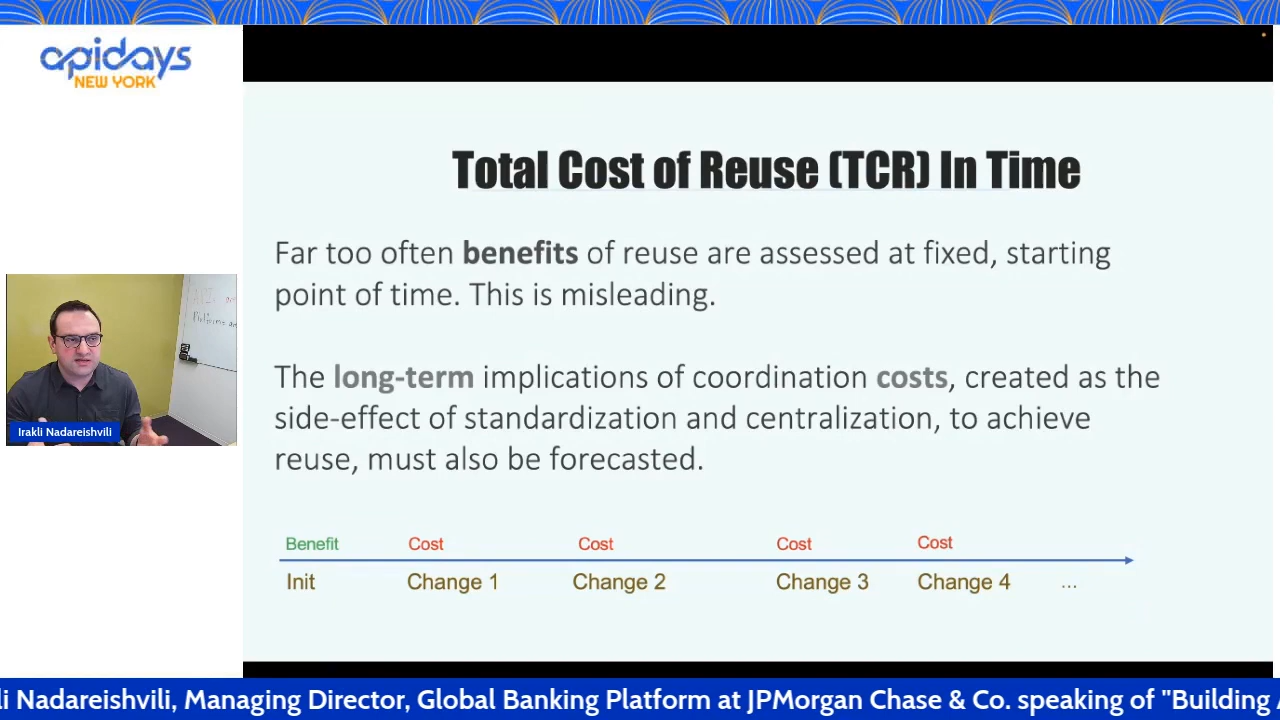 apidays
NEW YORK
Total Cost of Reuse (TCR) In Time
Far too often benefits of reuse are assessed at fixed, starting
point of time. This is misleading.
The long-term implications of coordination costs, created as the
side-effect of standardization and centralization, to achieve
reuse, must also be forecasted.
Benefit Cost Cost Cost Cost
Init Change 1 Change 2 Change 3 Change 4 ...
Irakli Nadareishvili
li Nadareishvili, Managing Director, Global Banking Platform at JPMorgan Chase & Co. speaking of "Building A